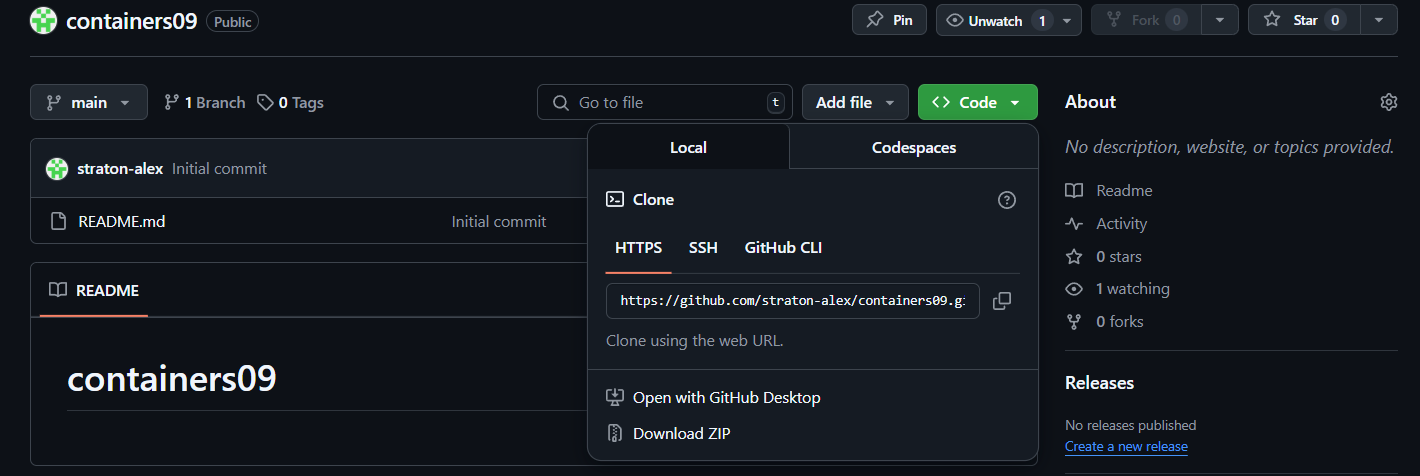 containers09 Public Pin Unwatch 1 Fork 0 Star 0
main 1 Branch 0 Tags Go to file t Add file Code
straton-alex Initial commit
README.md Initial commit
README
containers09
Local Codespaces
Clone
HTTPS SSH GitHub CLI
https://github.com/straton-alex/containers09.g
Clone using the web URL.
Open with GitHub Desktop
Download ZIP
About
No description, website, or topics provided.
Readme
Activity
0 stars
1 watching
0 forks
Releases
No releases published
Create a new release